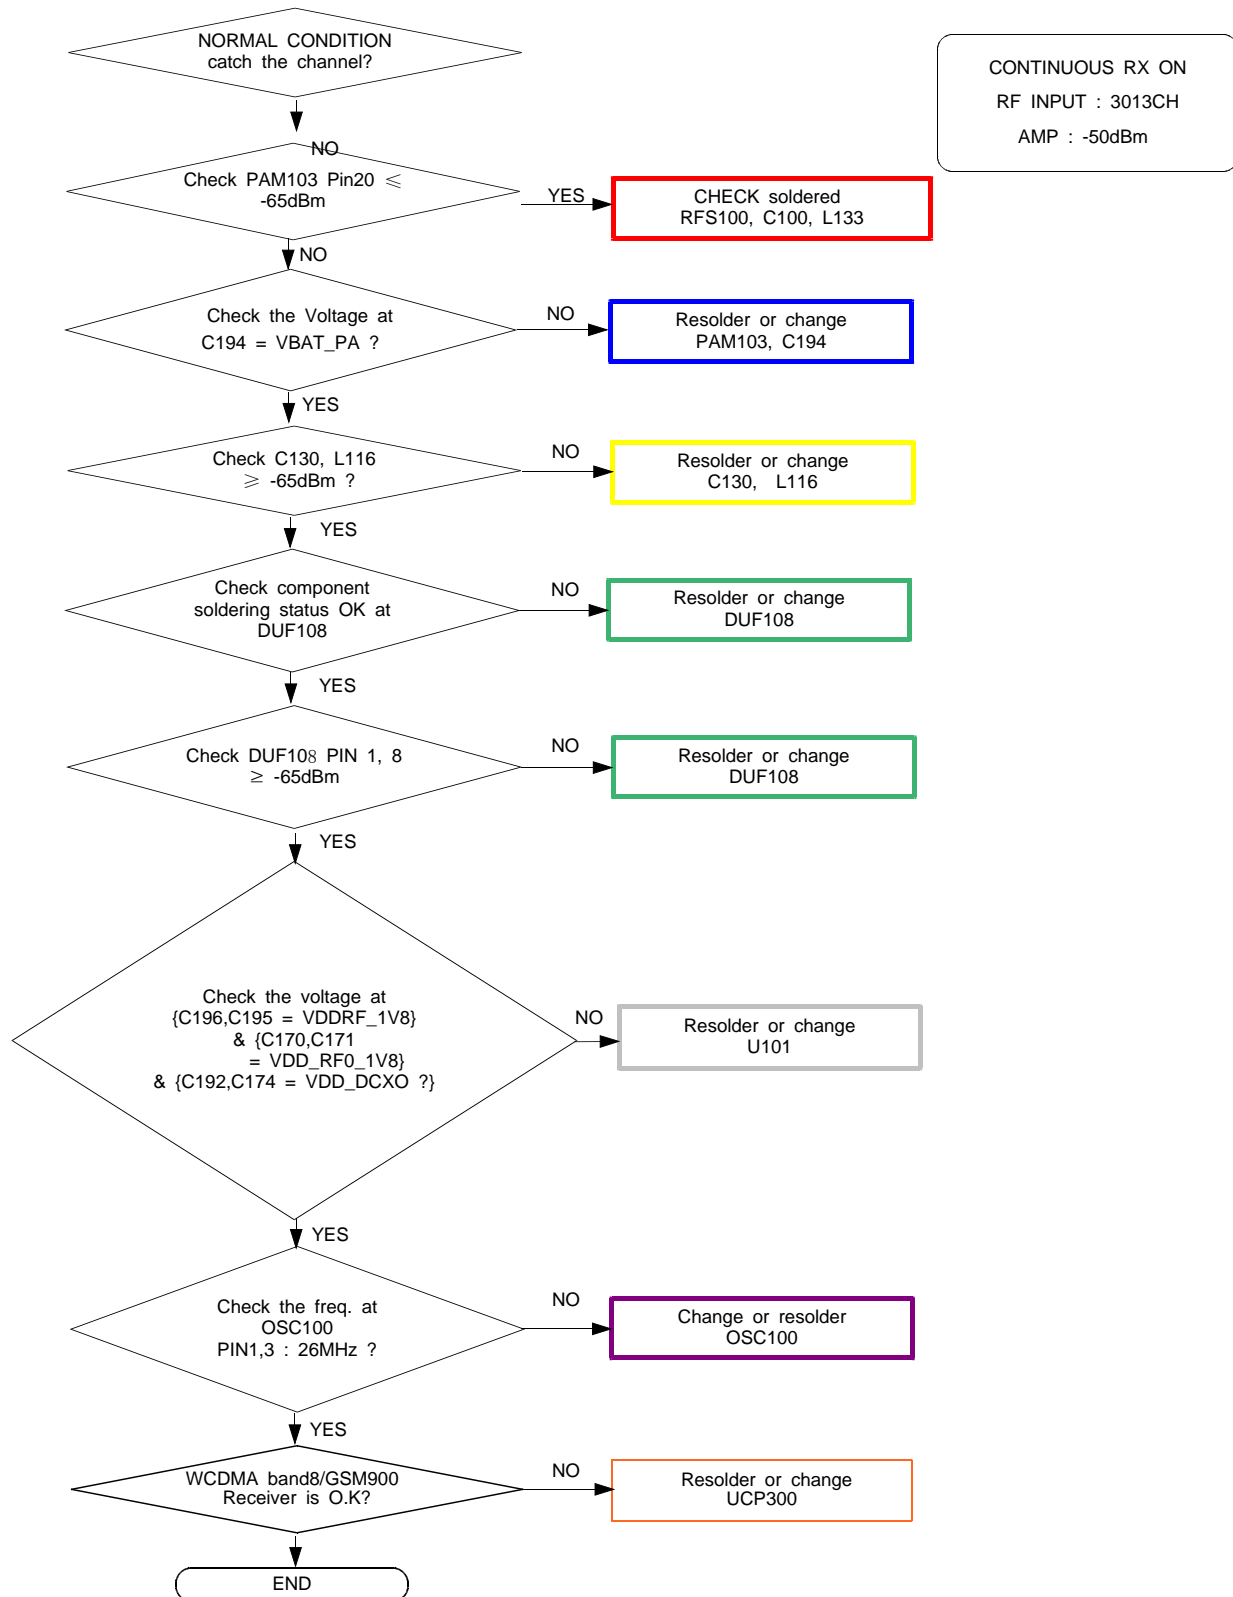 NORMAL CONDITION
catch the channel?
CONTINUOUS RX ON
RF INPUT : 3013CH
AMP : -50dBm
NO
Check PAM103 Pin20 ≤
-65dBm
YES
CHECK soldered
RFS100, C100, L133
NO
Check the Voltage at
C194 = VBAT_PA ?
NO
Resolder or change
PAM103, C194
YES
Check C130, L116
≥ -65dBm ?
NO
Resolder or change
C130, L116
YES
Check component
soldering status OK at
DUF108
NO
Resolder or change
DUF108
YES
Check DUF108 PIN 1, 8
≥ -65dBm
NO
Resolder or change
DUF108
YES
Check the voltage at
{C196,C195 = VDDRF_1V8}
& {C170,C171
= VDD_RF0_1V8}
& {C192,C174 = VDD_DCXO ?}
NO
Resolder or change
U101
YES
Check the freq. at
OSC100
PIN1,3 : 26MHz ?
NO
Change or resolder
OSC100
YES
WCDMA band8/GSM900
Receiver is O.K?
NO
Resolder or change
UCP300
END